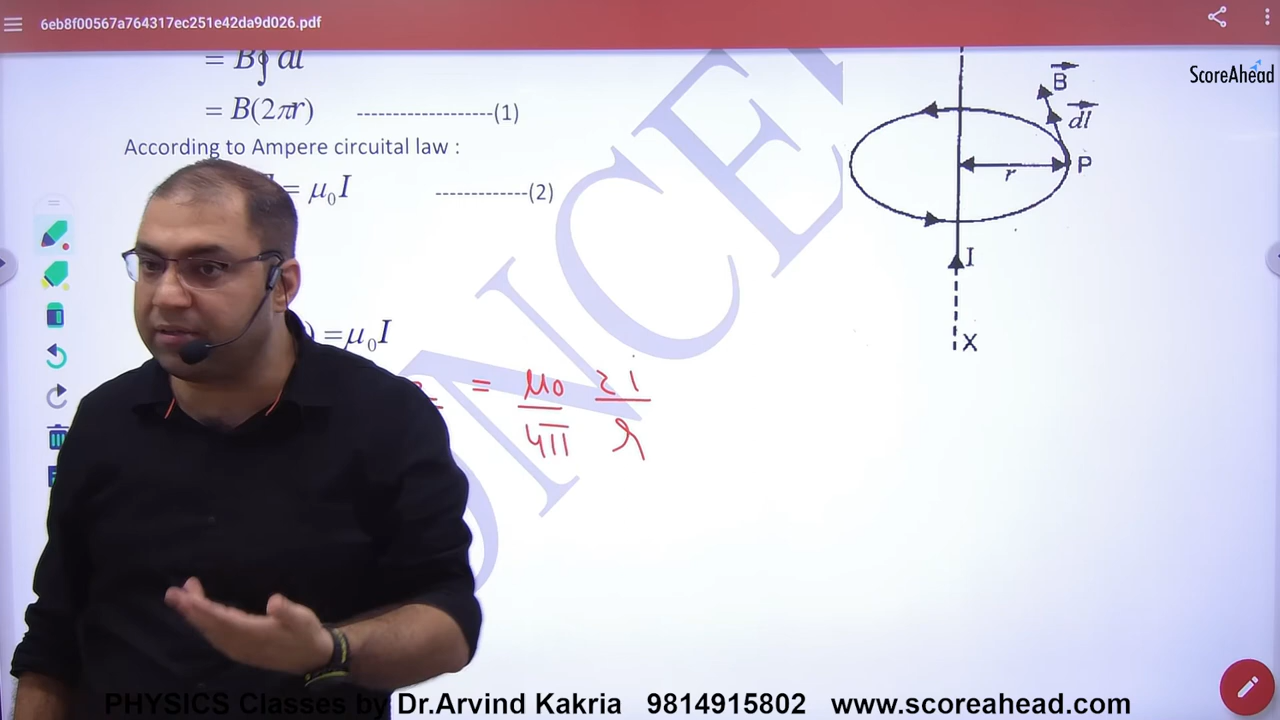 6eb8f00567a764317ec251e42da9d026.pdf
ScoreAhead
= B∮ dl
= B(2πr) -------------------(1)
According to Ampere circuital law :
= μ₀I -------------(2)
= μ₀I
= μ₀/4π 2I/r
B
dl
P
r
I
X
PHYSICS Classes by Dr.Arvind Kakria 9814915802 www.scoreahead.com